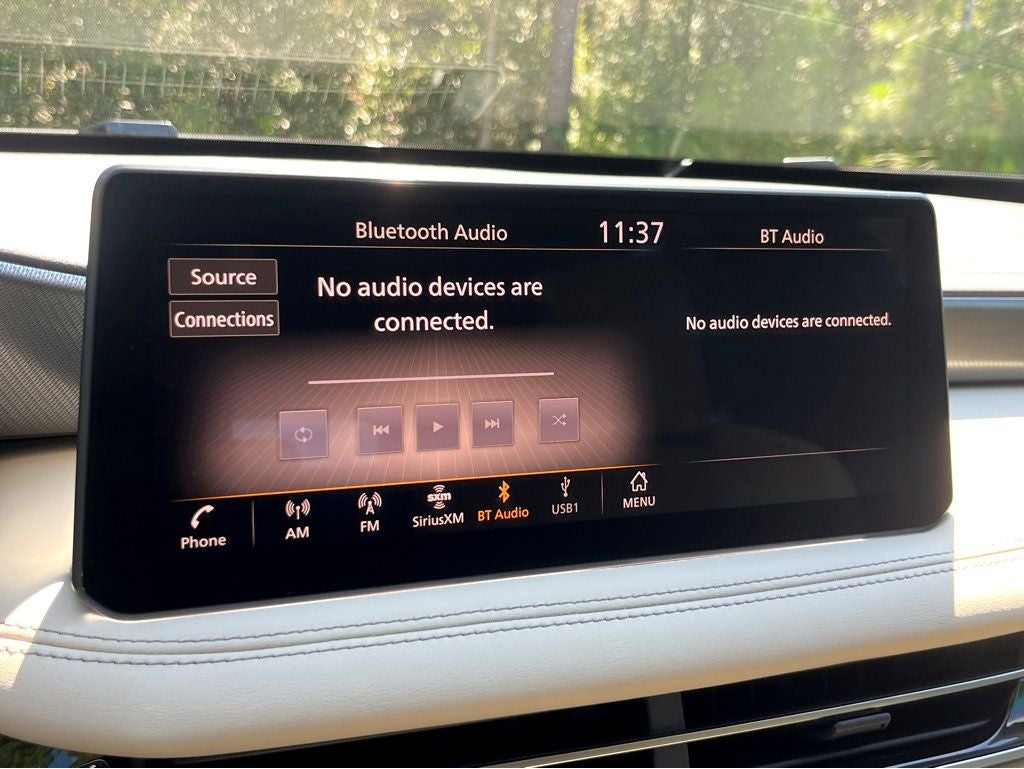 Bluetooth Audio
11:37
BT Audio
Source
Connections
No audio devices are
connected.
No audio devices are connected.
Phone
AM
FM
sxm
SiriusXM
BT Audio
USB1
MENU